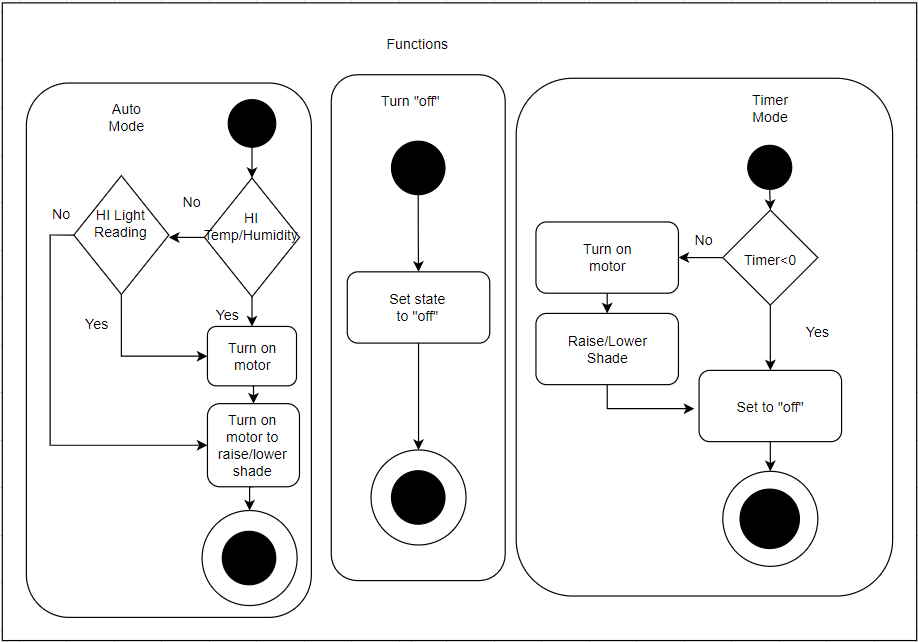 Functions
Auto
Mode
No
HI Light
Reading
No
HI
Temp/Humidity
Yes
Yes
Turn on
motor
Turn on
motor to
raise/lower
shade
Turn "off"
Set state
to "off"
Timer
Mode
No
Timer<0
Turn on
motor
Yes
Raise/Lower
Shade
Set to "off"